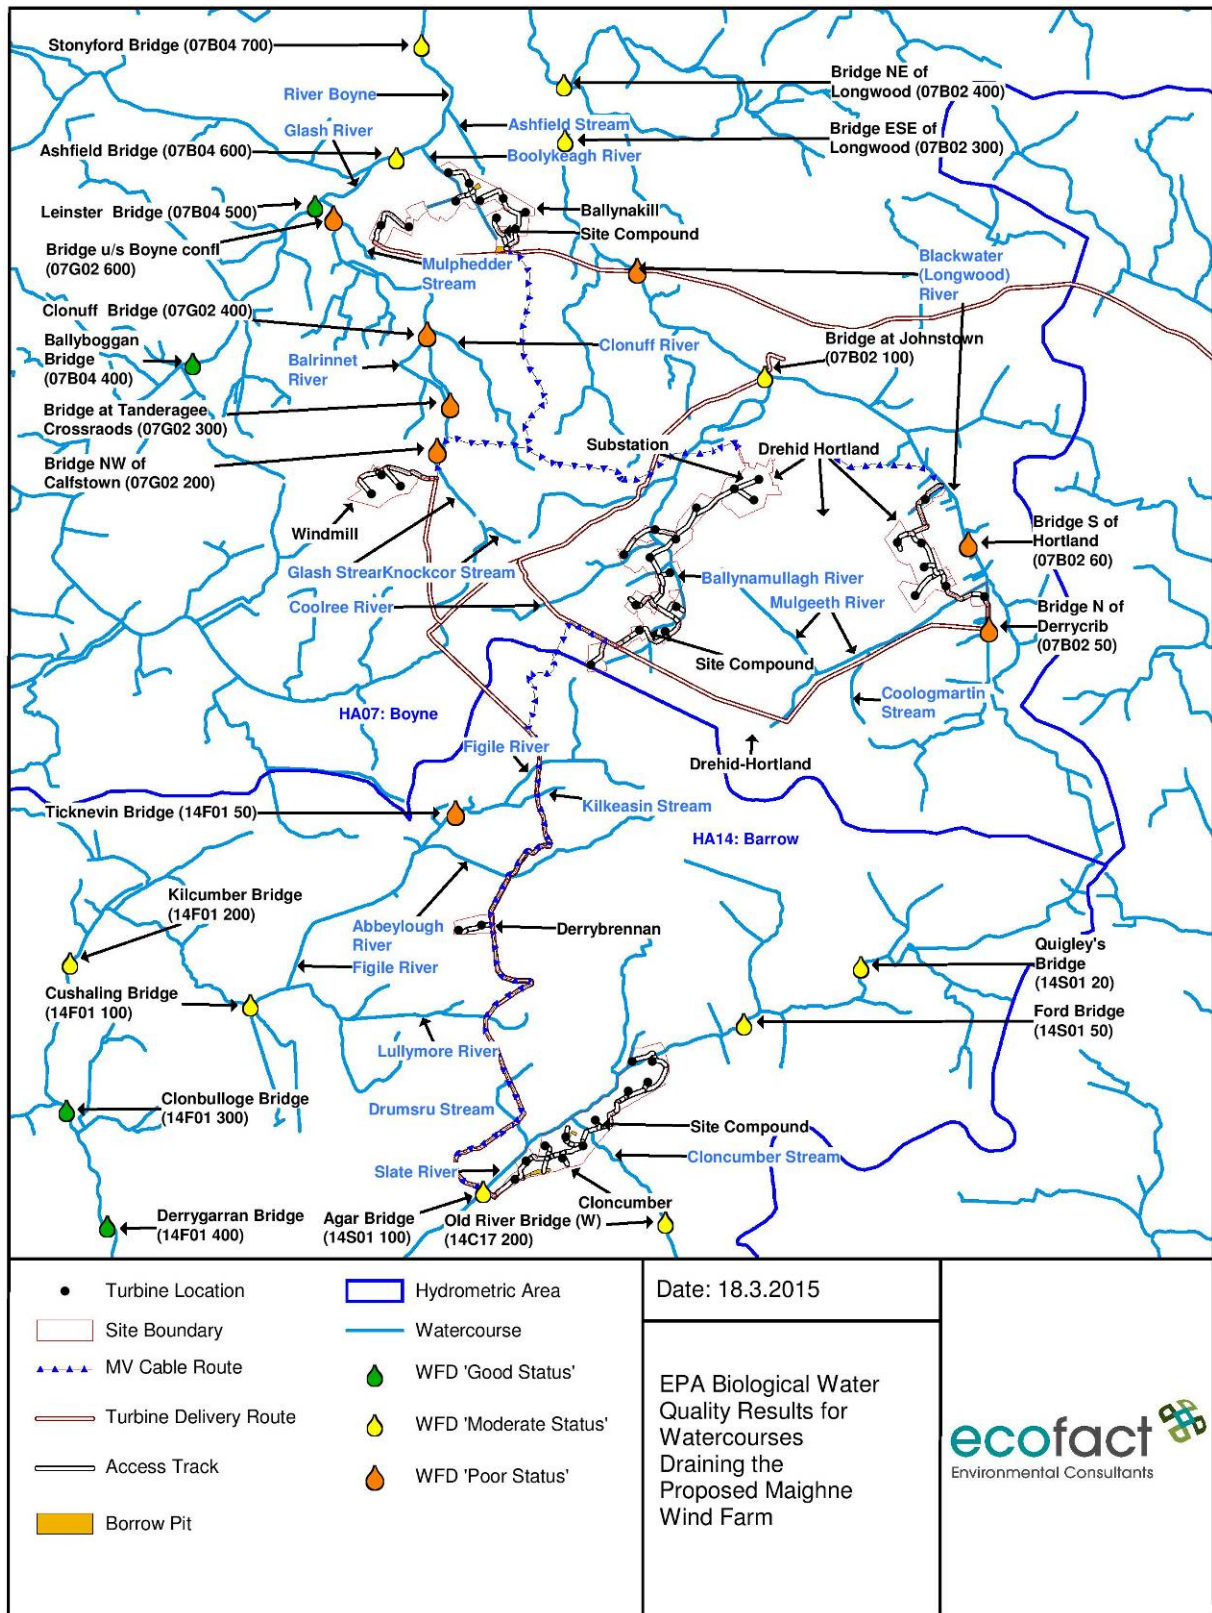 Stonyford Bridge (07B04 700)
River Boyne
Glash River
Ashfield Bridge (07B04 600)
Leinster Bridge (07B04 500)
Bridge u/s Boyne confl
(07G02 600)
Clonuff Bridge (07G02 400)
Ballyboggan
Bridge
(07B04 400)
Balrinnet
River
Bridge at Tanderagee
Crossraods (07G02 300)
Bridge NW of
Calfstown (07G02 200)
Bridge NE of
Longwood (07B02 400)
Ashfield Stream
Boolykeagh River
Bridge ESE of
Longwood (07B02 300)
Ballynakill
Site Compound
Mulphedder
Stream
Blackwater
(Longwood)
River
Clonuff River
Bridge at Johnstown
(07B02 100)
Substation
Drehid Hortland
Windmill
Glash Strear
Knockcor Stream
Coolree River
Ballynamullagh River
Mulgeeth River
Bridge S of
Hortland
(07B02 60)
Bridge N of
Derrycrib
(07B02 50)
Site Compound
Coologmartin
Stream
HA07: Boyne
Figile River
Drehid-Hortland
Ticknevin Bridge (14F01 50)
Kilkeasin Stream
HA14: Barrow
Kilcumber Bridge
(14F01 200)
Abbeylough
River
Figile River
Derrybrennan
Quigley's
Bridge
(14S01 20)
Cushaling Bridge
(14F01 100)
Ford Bridge
(14S01 50)
Lullymore River
Clonbulloge Bridge
(14F01 300)
Drumsru Stream
Site Compound
Slate River
Cloncumber Stream
Cloncumber
Derrygarran Bridge
(14F01 400)
Agar Bridge
(14S01 100)
Old River Bridge (W)
(14C17 200)
Turbine Location
Site Boundary
MV Cable Route
Turbine Delivery Route
Access Track
Borrow Pit
Hydrometric Area
Watercourse
WFD 'Good Status'
WFD 'Moderate Status'
WFD 'Poor Status'
Date: 18.3.2015
EPA Biological Water
Quality Results for
Watercourses
Draining the
Proposed Maighne
Wind Farm
ecofact
Environmental Consultants